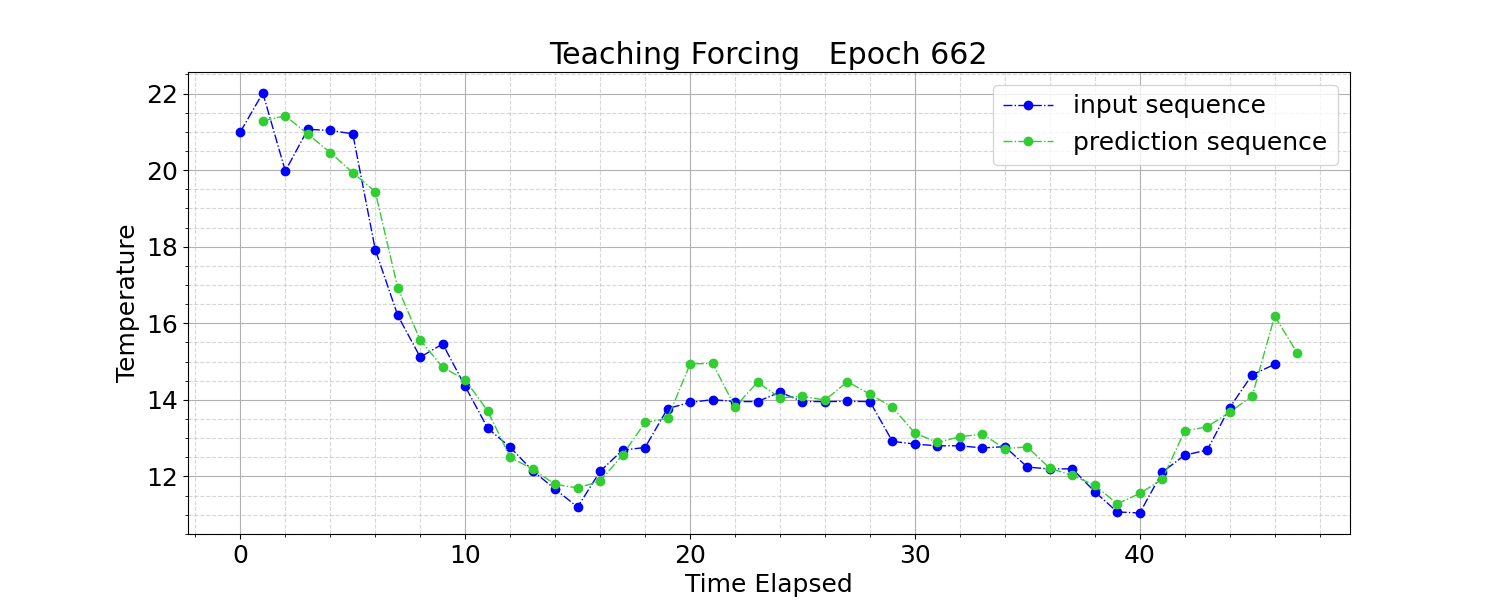 Teaching Forcing   Epoch 662
input sequence
prediction sequence
Temperature
22
20
18
16
14
12
0 10 20 30 40
Time Elapsed